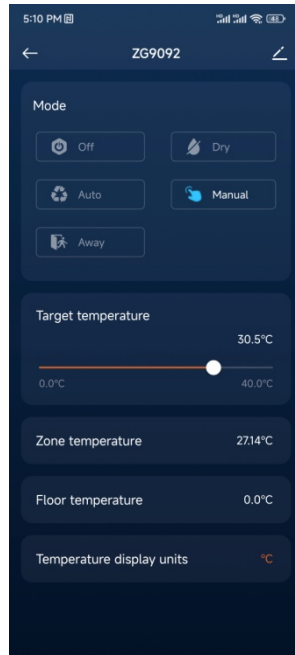 5:10 PM
48
ZG9092
Mode
Off
Dry
Auto
Manual
Away
Target temperature
30.5°C
0.0°C
40.0°C
Zone temperature
27.14°C
Floor temperature
0.0°C
Temperature display units
°C